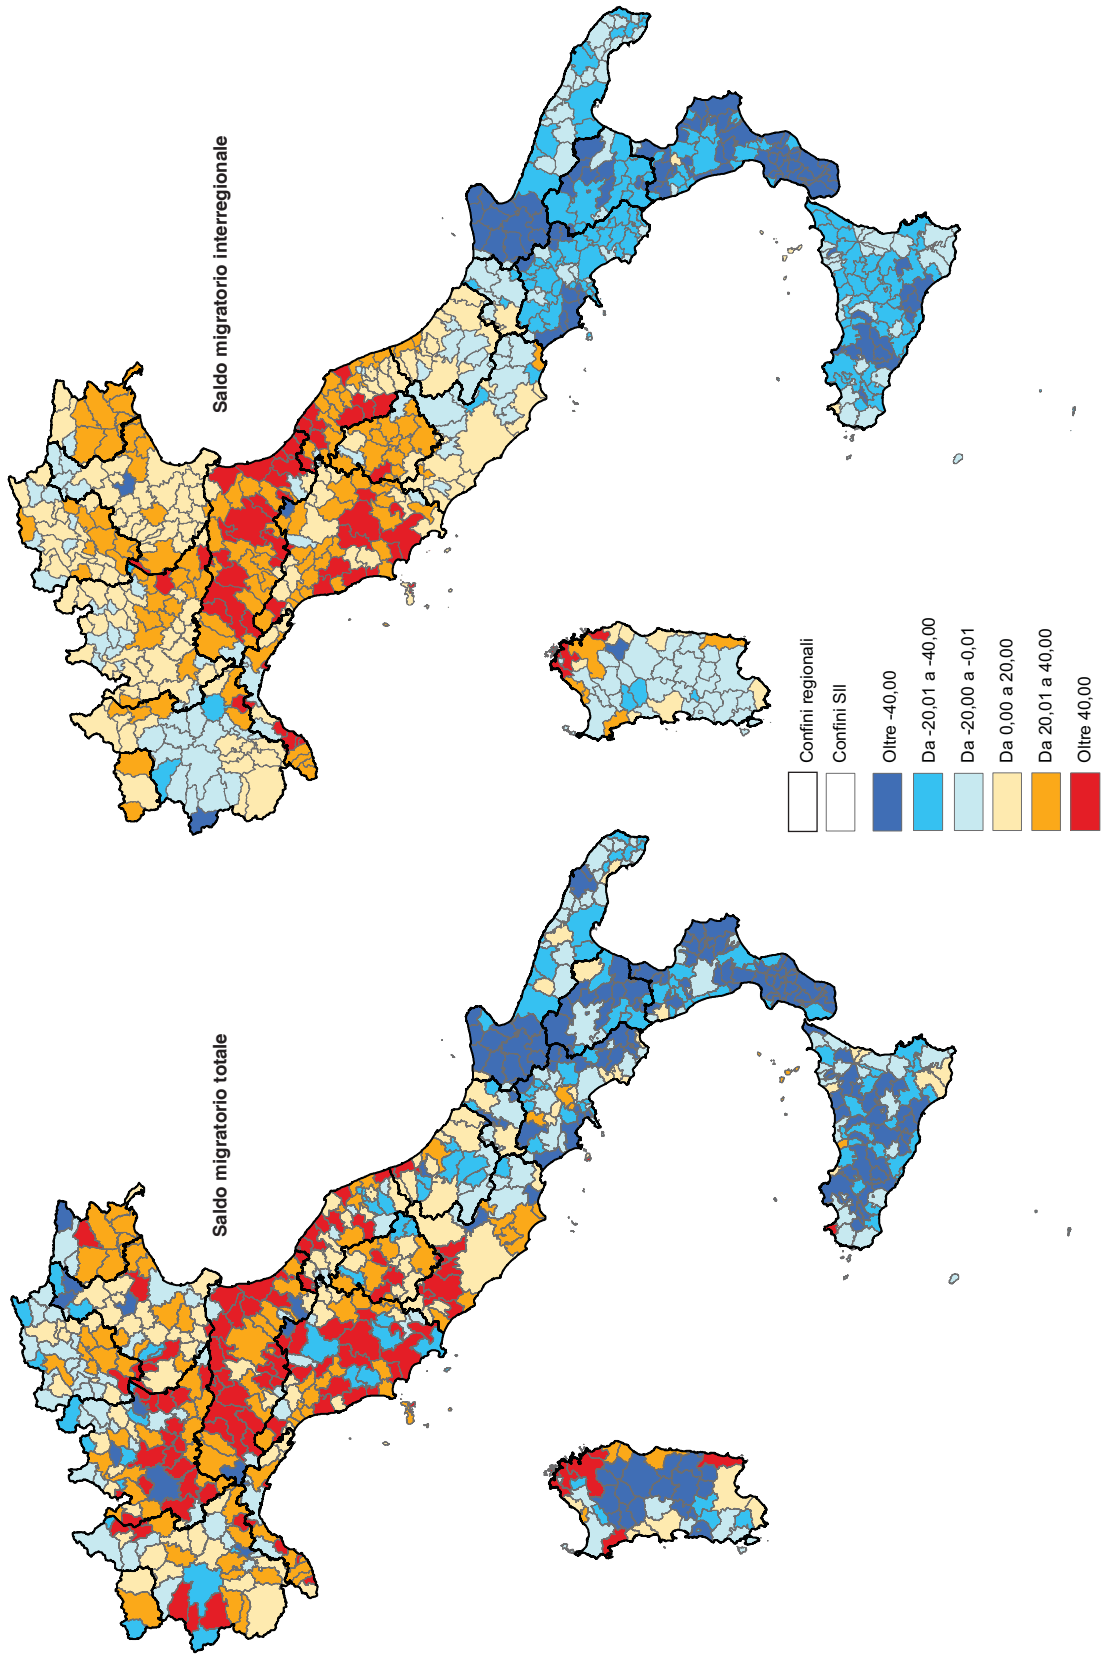 Saldo migratorio totale
Saldo migratorio interregionale
Confini regionali
Confini SII
Oltre -40,00
Da -20,01 a -40,00
Da -20,00 a -0,01
Da 0,00 a 20,00
Da 20,01 a 40,00
Oltre 40,00